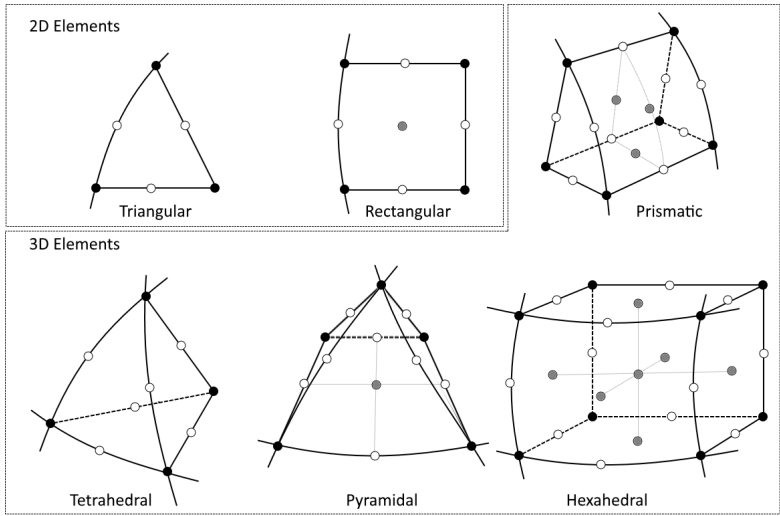 2D Elements
Triangular
Rectangular
Prismatic
3D Elements
Tetrahedral
Pyramidal
Hexahedral